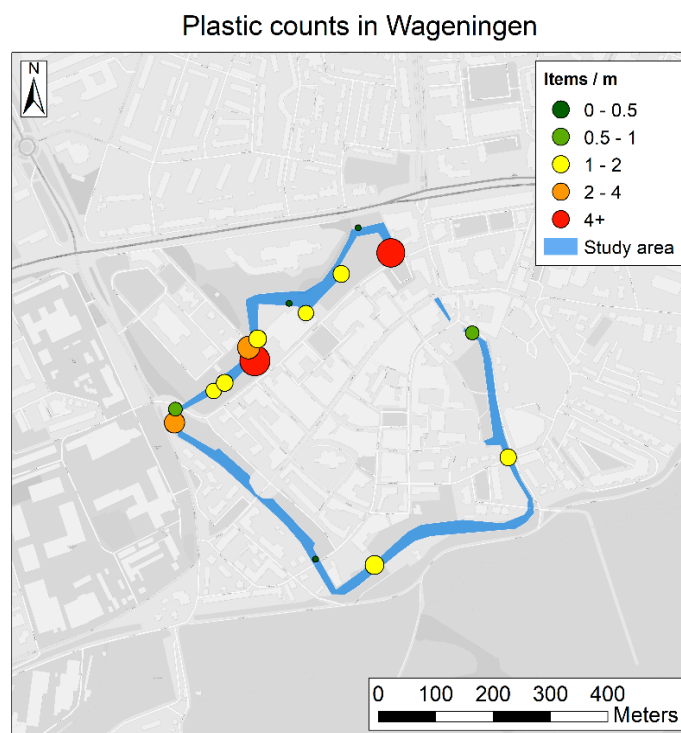 Plastic counts in Wageningen
N
Items / m
0 - 0.5
0.5 - 1
1 - 2
2 - 4
4+
Study area
0 100 200 300 400
Meters